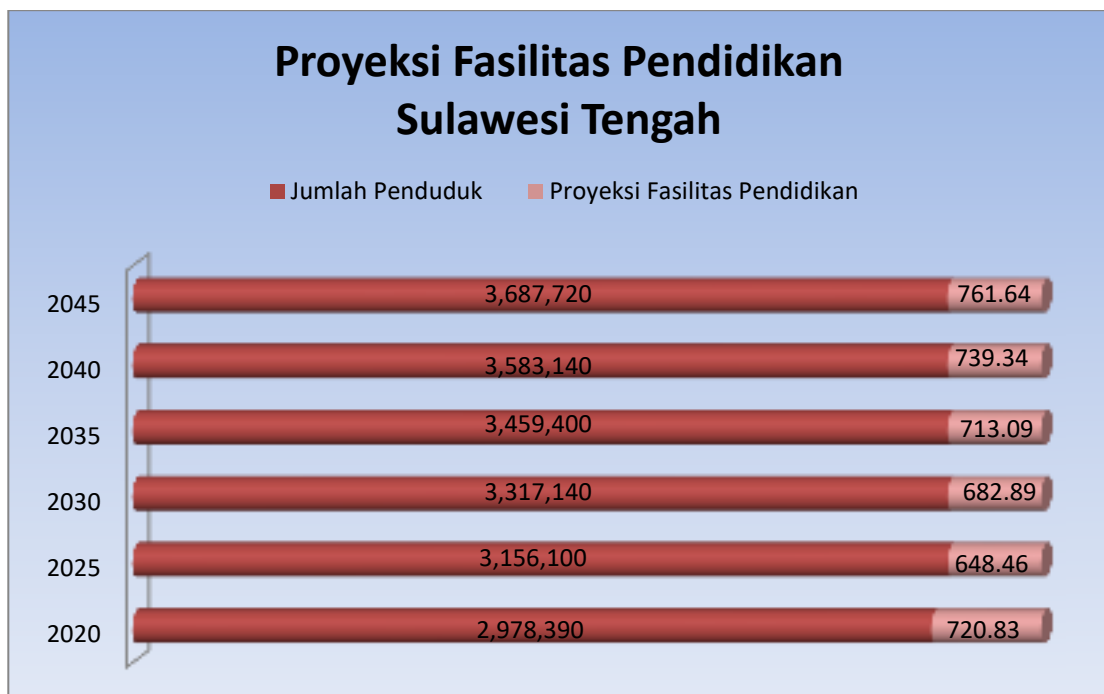 Proyeksi Fasilitas Pendidikan
Sulawesi Tengah
Jumlah Penduduk Proyeksi Fasilitas Pendidikan
2045 3,687,720 761.64
2040 3,583,140 739.34
2035 3,459,400 713.09
2030 3,317,140 682.89
2025 3,156,100 648.46
2020 2,978,390 720.83